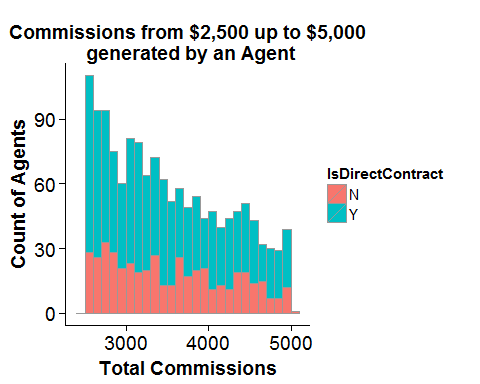 Commissions from $2,500 up to $5,000
generated by an Agent
Count of Agents
90
60
30
0
3000 4000 5000
Total Commissions
IsDirectContract
N
Y